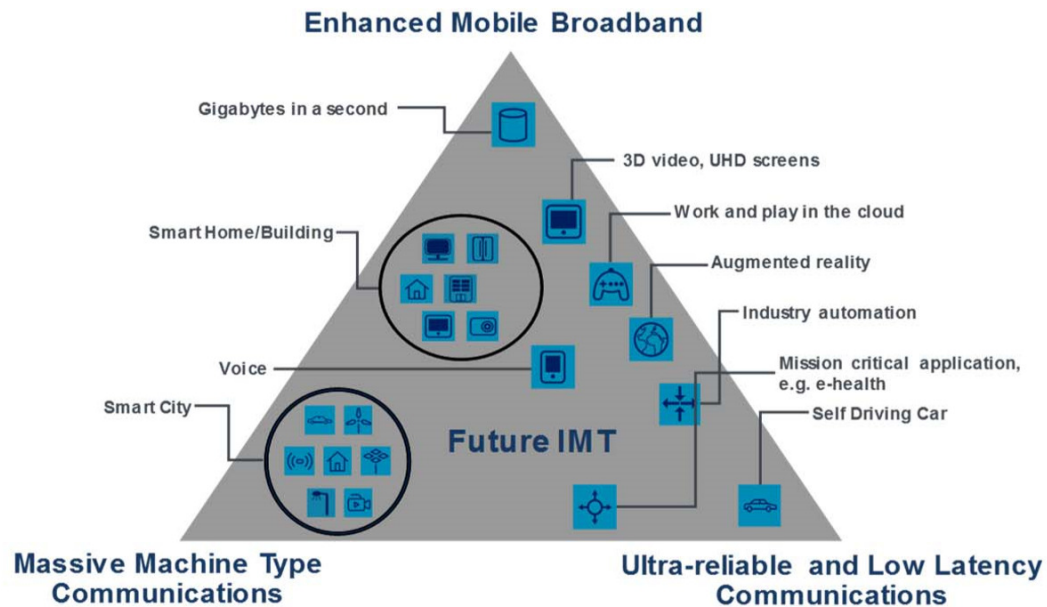 Enhanced Mobile Broadband
Gigabytes in a second
3D video, UHD screens
Work and play in the cloud
Smart Home/Building
Augmented reality
Industry automation
Mission critical application,
e.g. e-health
Voice
Smart City
Self Driving Car
Future IMT
Massive Machine Type
Communications
Ultra-reliable and Low Latency
Communications